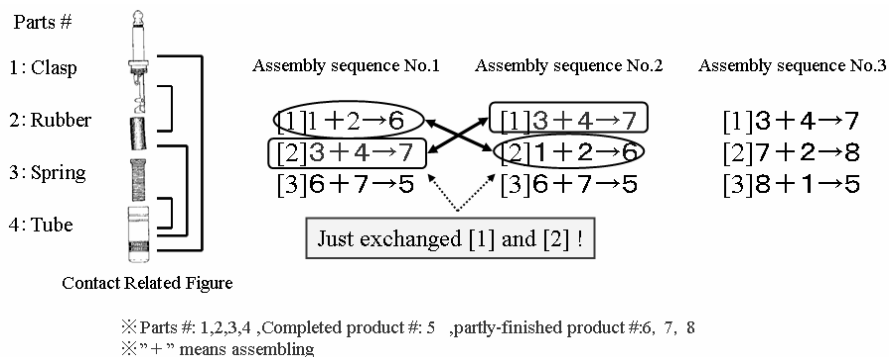 Parts #
1: Clasp
2: Rubber
3: Spring
4: Tube
Contact Related Figure
Assembly sequence No.1
[1]1+2→6
[2]3+4→7
[3]6+7→5
Assembly sequence No.2
[1]3+4→7
[2]1+2→6
[3]6+7→5
Just exchanged [1] and [2] !
Assembly sequence No.3
[1]3+4→7
[2]7+2→8
[3]8+1→5
※Parts #: 1,2,3,4 ,Completed product #: 5 ,partly-finished product #:6, 7, 8
※"+" means assembling